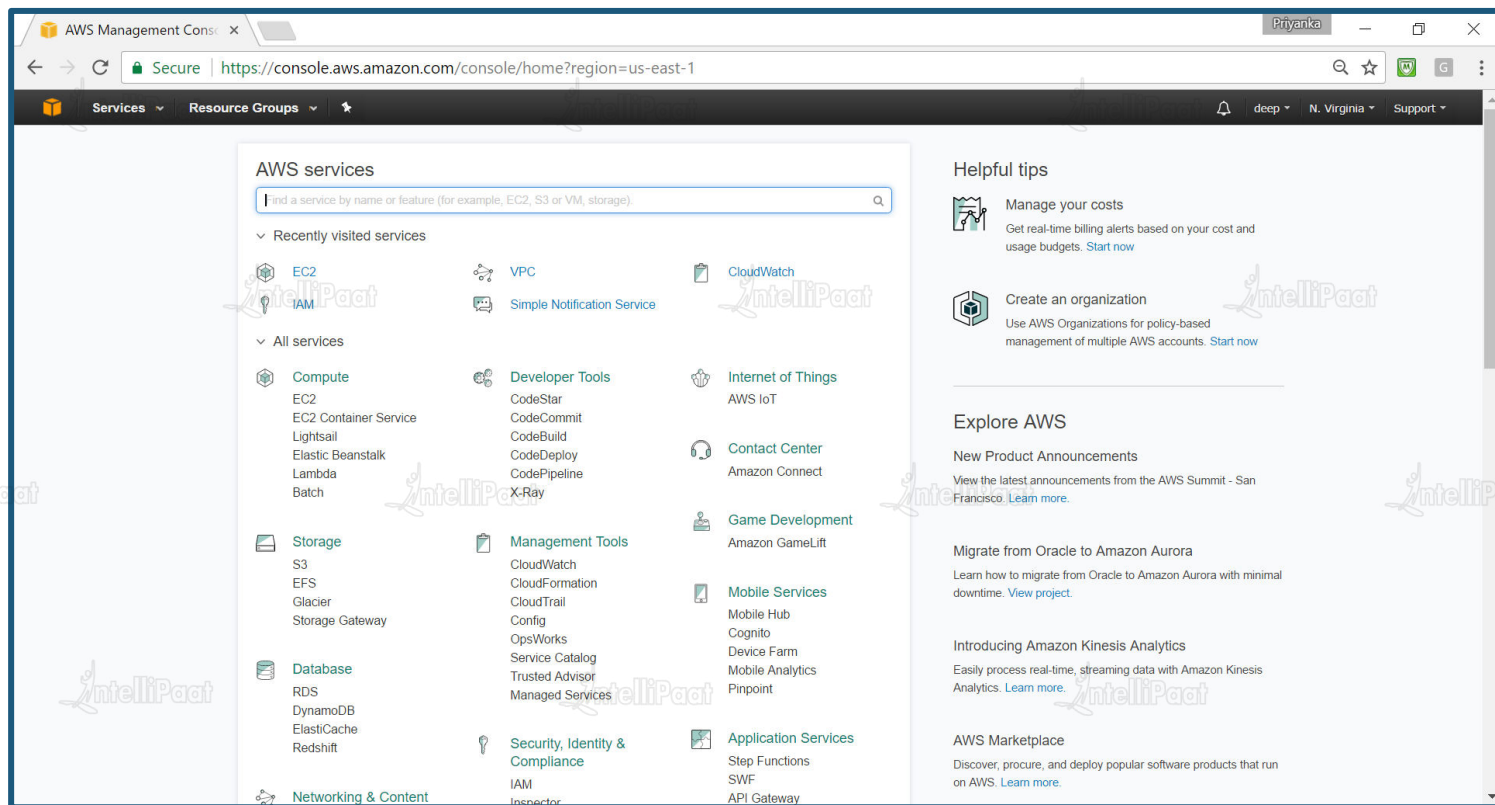 AWS Management Conso
Priyanka
Secure | https://console.aws.amazon.com/console/home?region=us-east-1
G
Services
Resource Groups
deep
N. Virginia
Support
AWS services
Find a service by name or feature (for example, EC2, S3 or VM, storage).
Recently visited services
EC2
VPC
CloudWatch
IAM
Simple Notification Service
All services
Compute
EC2
EC2 Container Service
Lightsail
Elastic Beanstalk
Lambda
Batch
Storage
S3
EFS
Glacier
Storage Gateway
Database
RDS
DynamoDB
ElastiCache
Redshift
Networking & Content
Developer Tools
CodeStar
CodeCommit
CodeBuild
CodeDeploy
CodePipeline
X-Ray
Management Tools
CloudWatch
CloudFormation
CloudTrail
Config
OpsWorks
Service Catalog
Trusted Advisor
Managed Services
Security, Identity &
Compliance
IAM
Inspector
Internet of Things
AWS IoT
Contact Center
Amazon Connect
Game Development
Amazon GameLift
Mobile Services
Mobile Hub
Cognito
Device Farm
Mobile Analytics
Pinpoint
Application Services
Step Functions
SWF
API Gateway
Helpful tips
Manage your costs
Get real-time billing alerts based on your cost and
usage budgets. Start now
Create an organization
Use AWS Organizations for policy-based
management of multiple AWS accounts. Start now
Explore AWS
New Product Announcements
View the latest announcements from the AWS Summit - San
Francisco. Learn more.
Migrate from Oracle to Amazon Aurora
Learn how to migrate from Oracle to Amazon Aurora with minimal
downtime. View project.
Introducing Amazon Kinesis Analytics
Easily process real-time, streaming data with Amazon Kinesis
Analytics. Learn more.
AWS Marketplace
Discover, procure, and deploy popular software products that run
on AWS. Learn more.
IntelliPaat
IntelliPaat
IntelliPaat
IntelliPaat
IntelliPaat
IntelliPaat
IntelliPaat
IntelliPaat